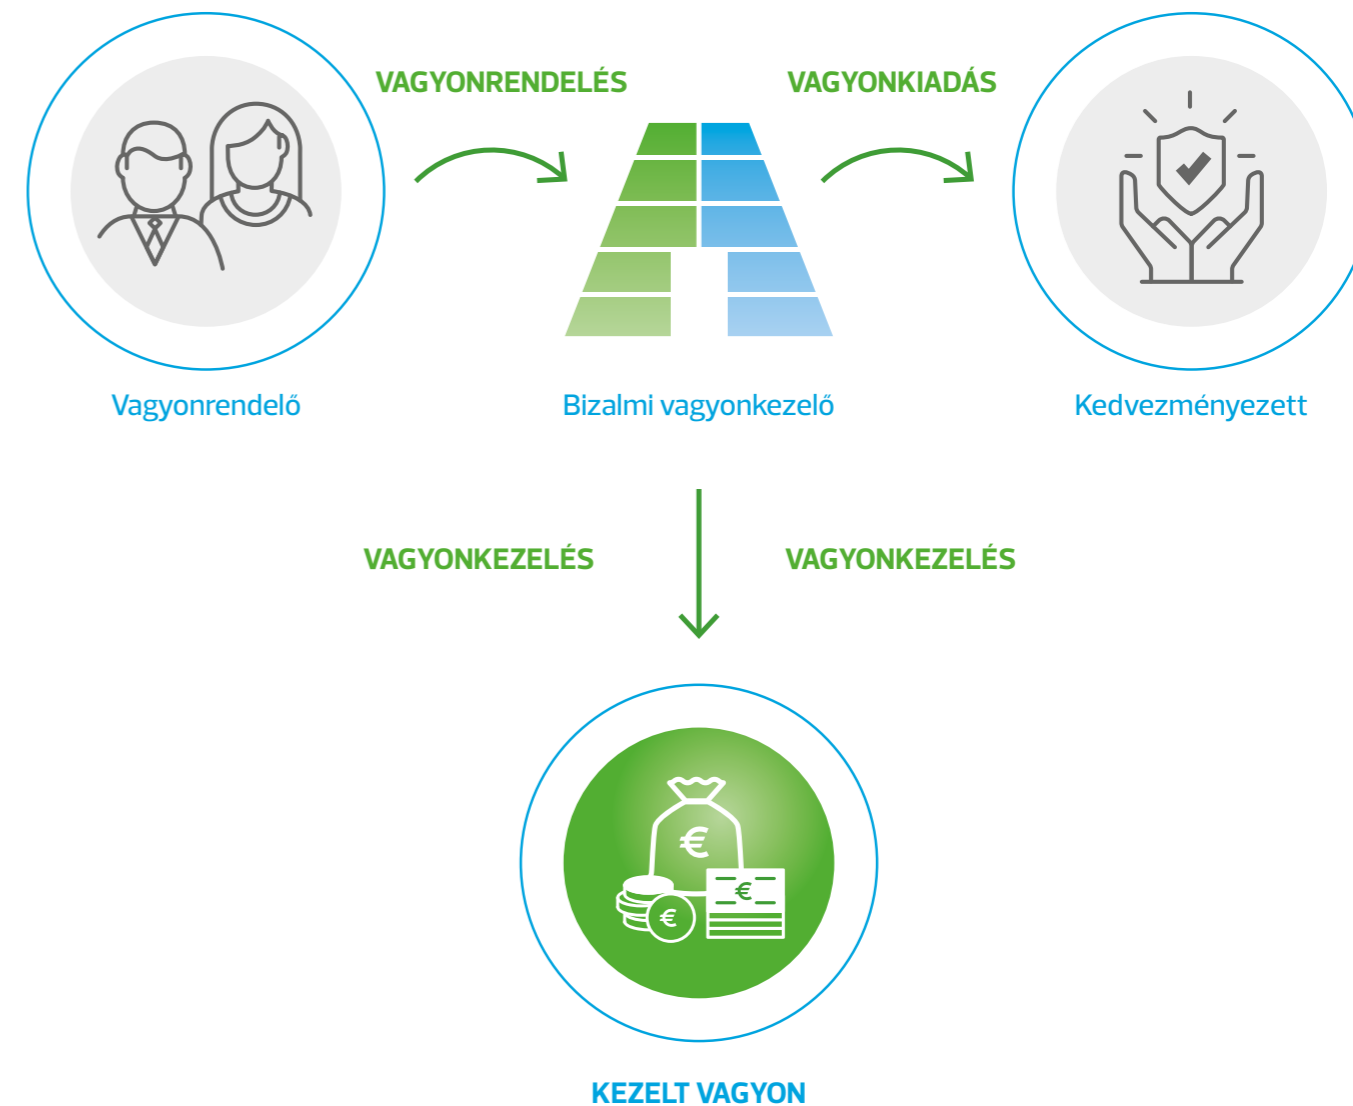 VAGYONRENDELÉS
VAGYONKIADÁS
Vagyonrendelő
Bizalmi vagyonkezelő
Kedvezményezett
VAGYONKEZELÉS
VAGYONKEZELÉS
€
€
€
KEZELT VAGYON